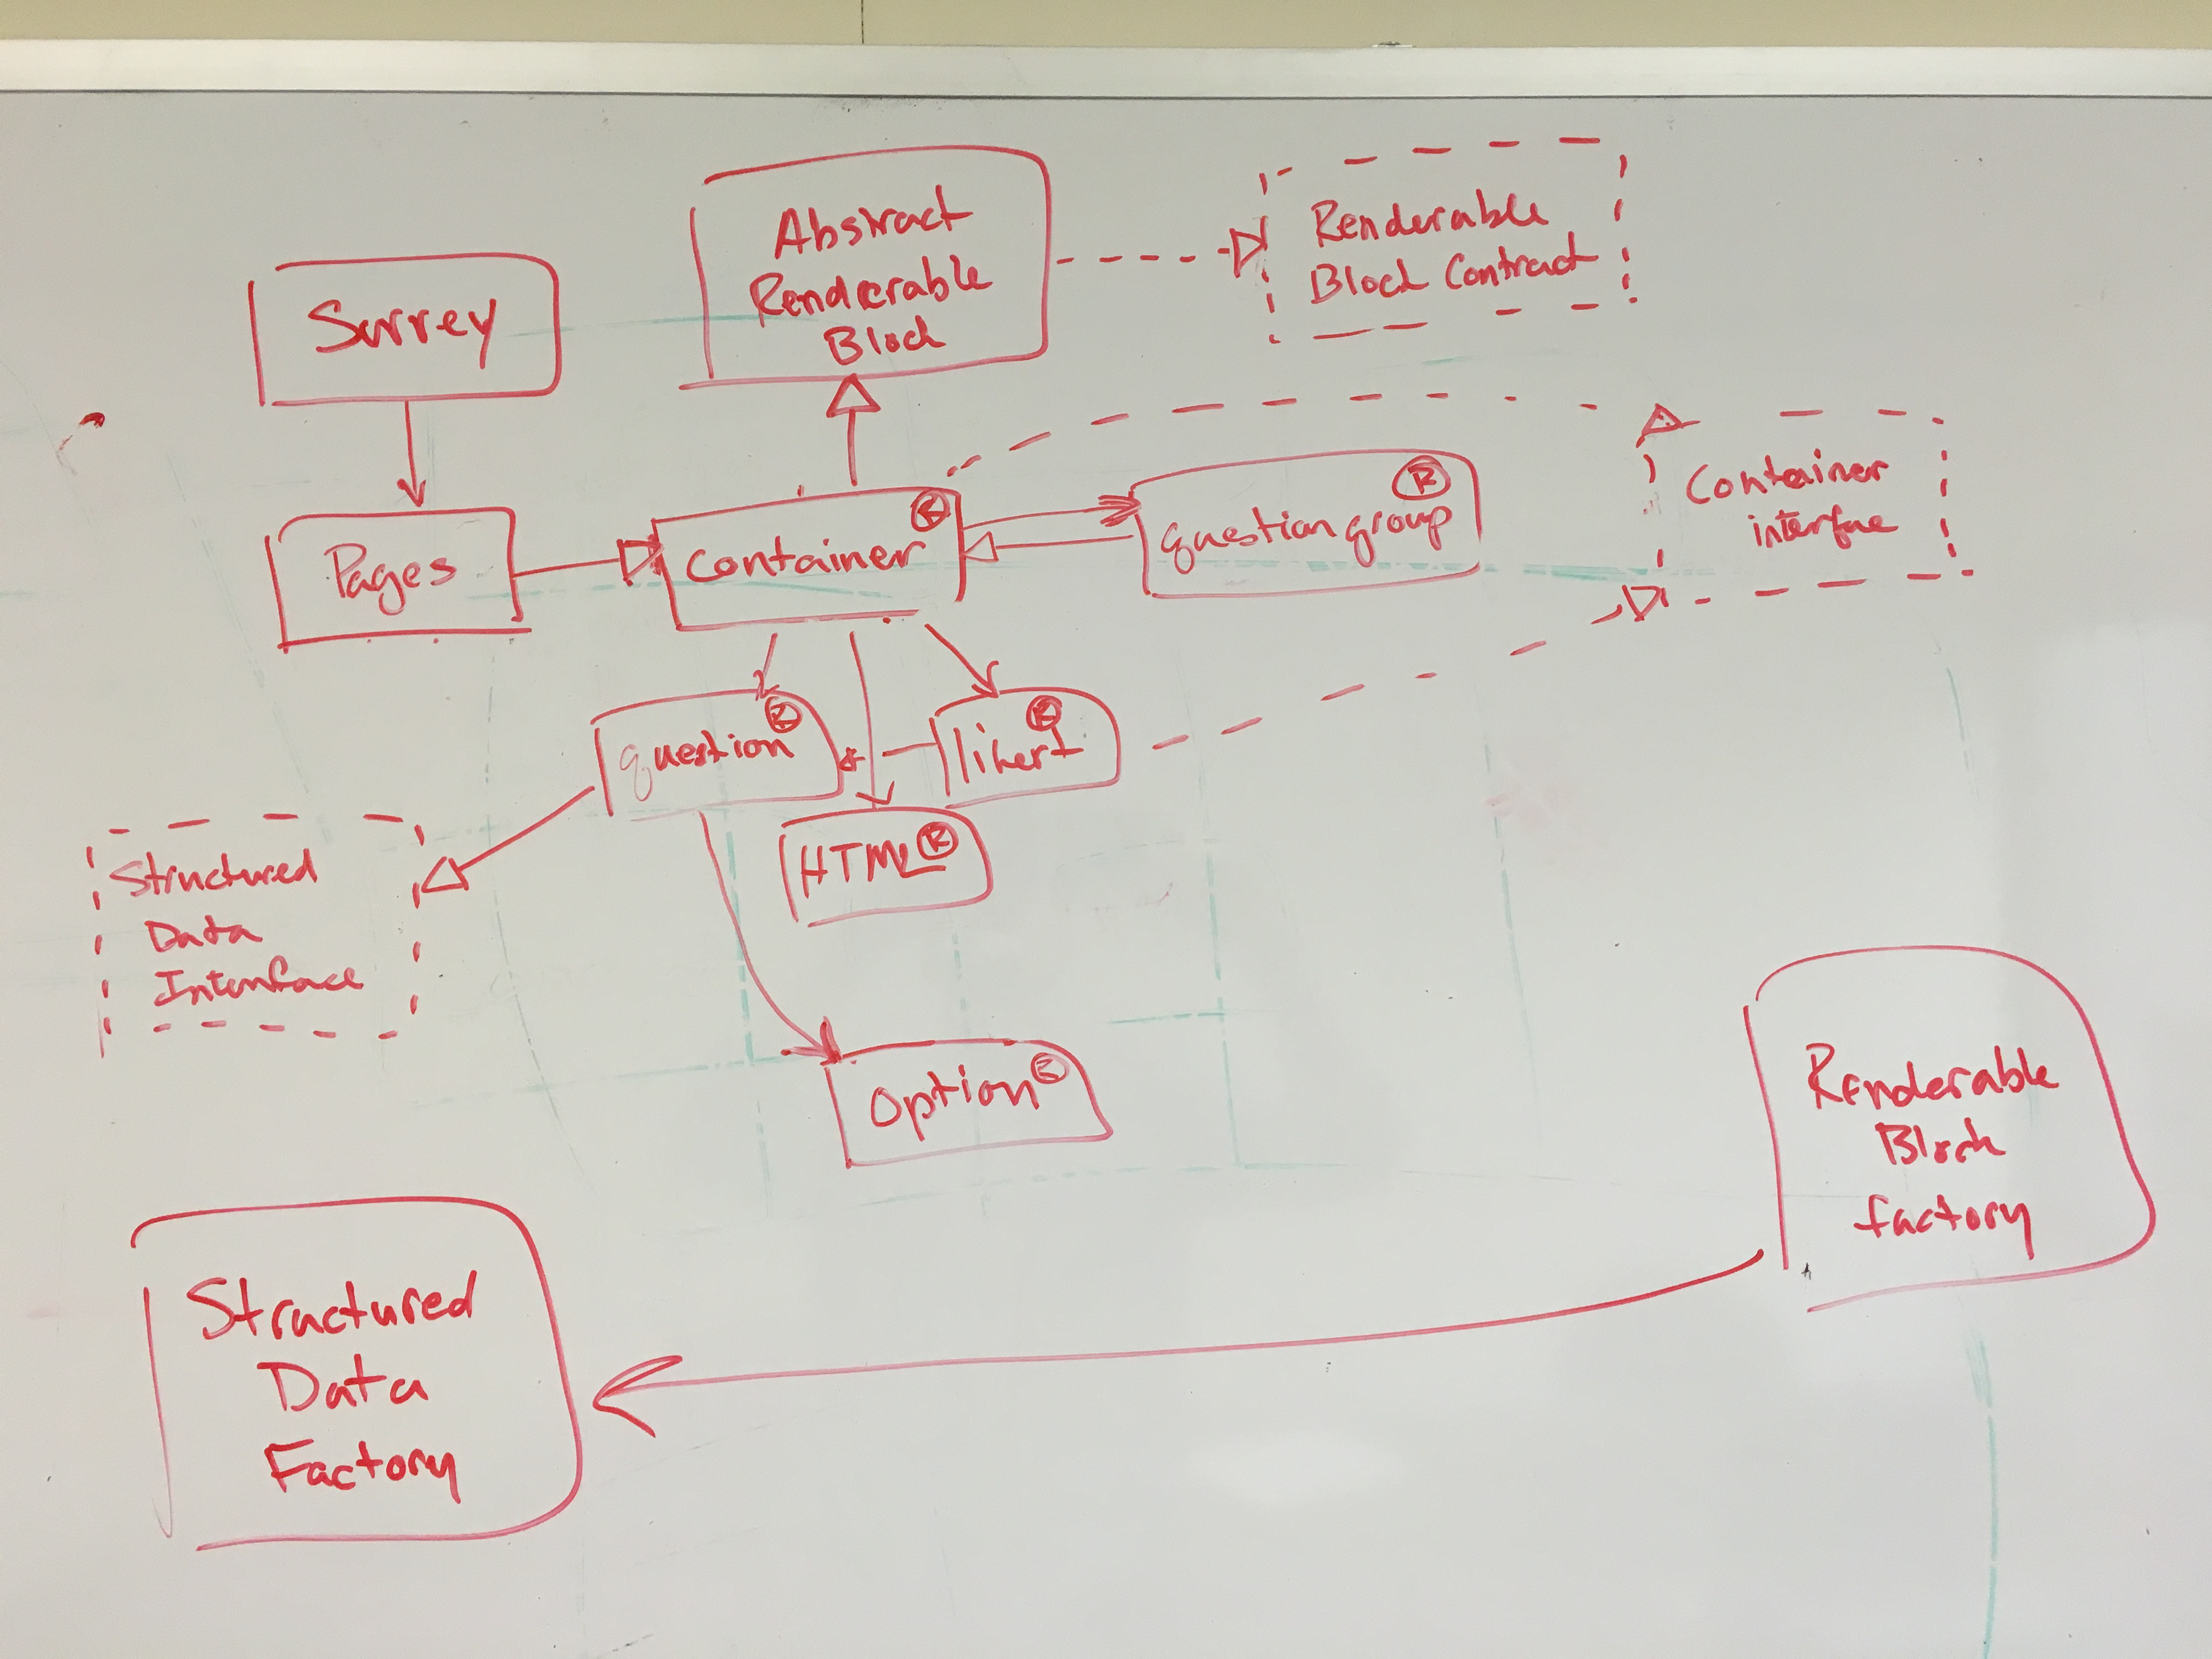 Abstract
Renderable
Block
Renderable
Block Contract
Survey
Container
interface
R
question group
R
container
Pages
R
question
R
likert
R
HTML
Structured
Data
Interface
R
Option
Renderable
Block
factory
Structured
Data
Factory